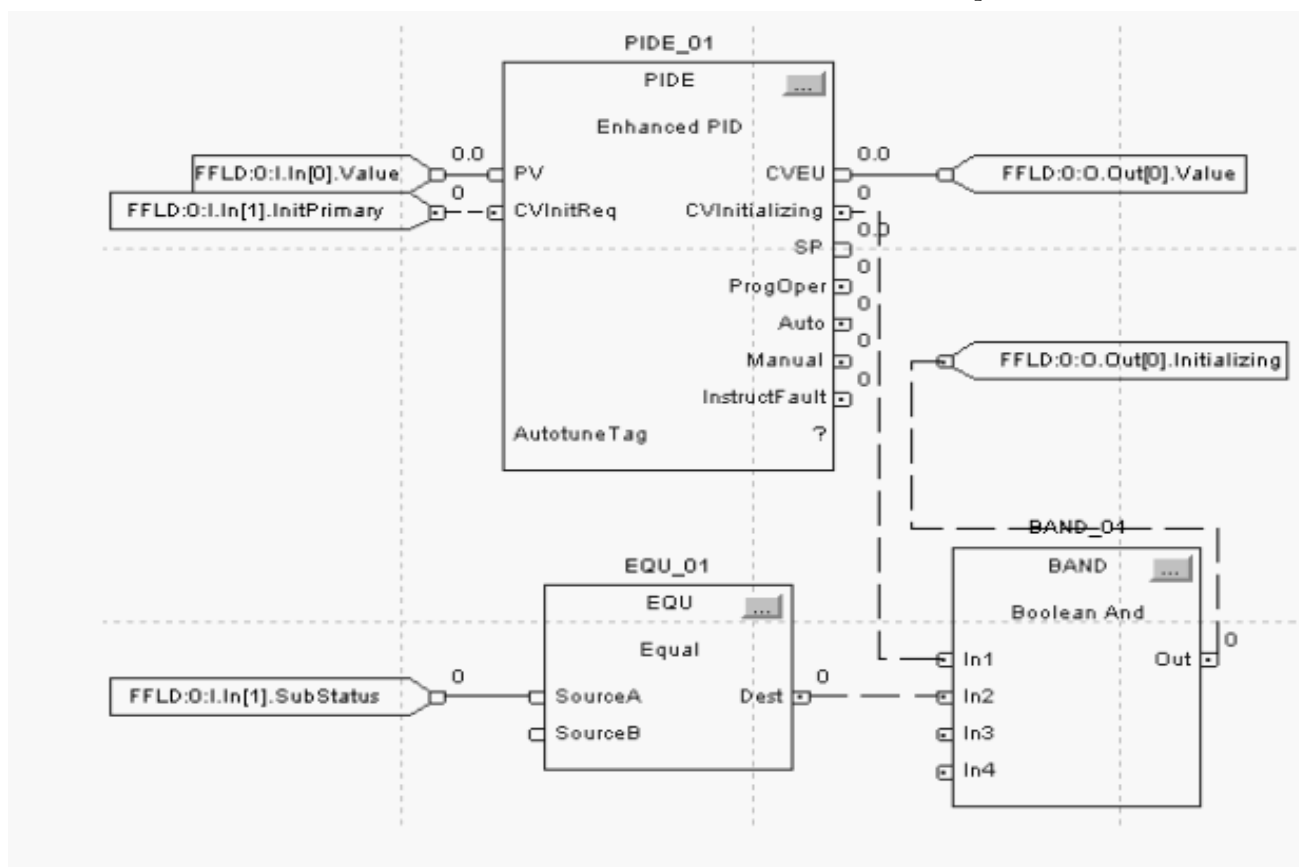 PIDE_01
PIDE
...
Enhanced PID
FFLD:0:I.In[0].Value
0.0
PV
CVEU
0.0
FFLD:0:O.Out[0].Value
FFLD:0:I.In[1].InitPrimary
0
CVInitReq
CVInitializing
0
SP
0.0
ProgOper
0
Auto
0
Manual
0
FFLD:0:O.Out[0].Initializing
InstructFault
0
AutotuneTag
?
BAND_01
BAND
...
Boolean And
EQU_01
EQU
...
Equal
In1
Out
0
FFLD:0:I.In[1].SubStatus
0
SourceA
Dest
0
In2
SourceB
In3
In4